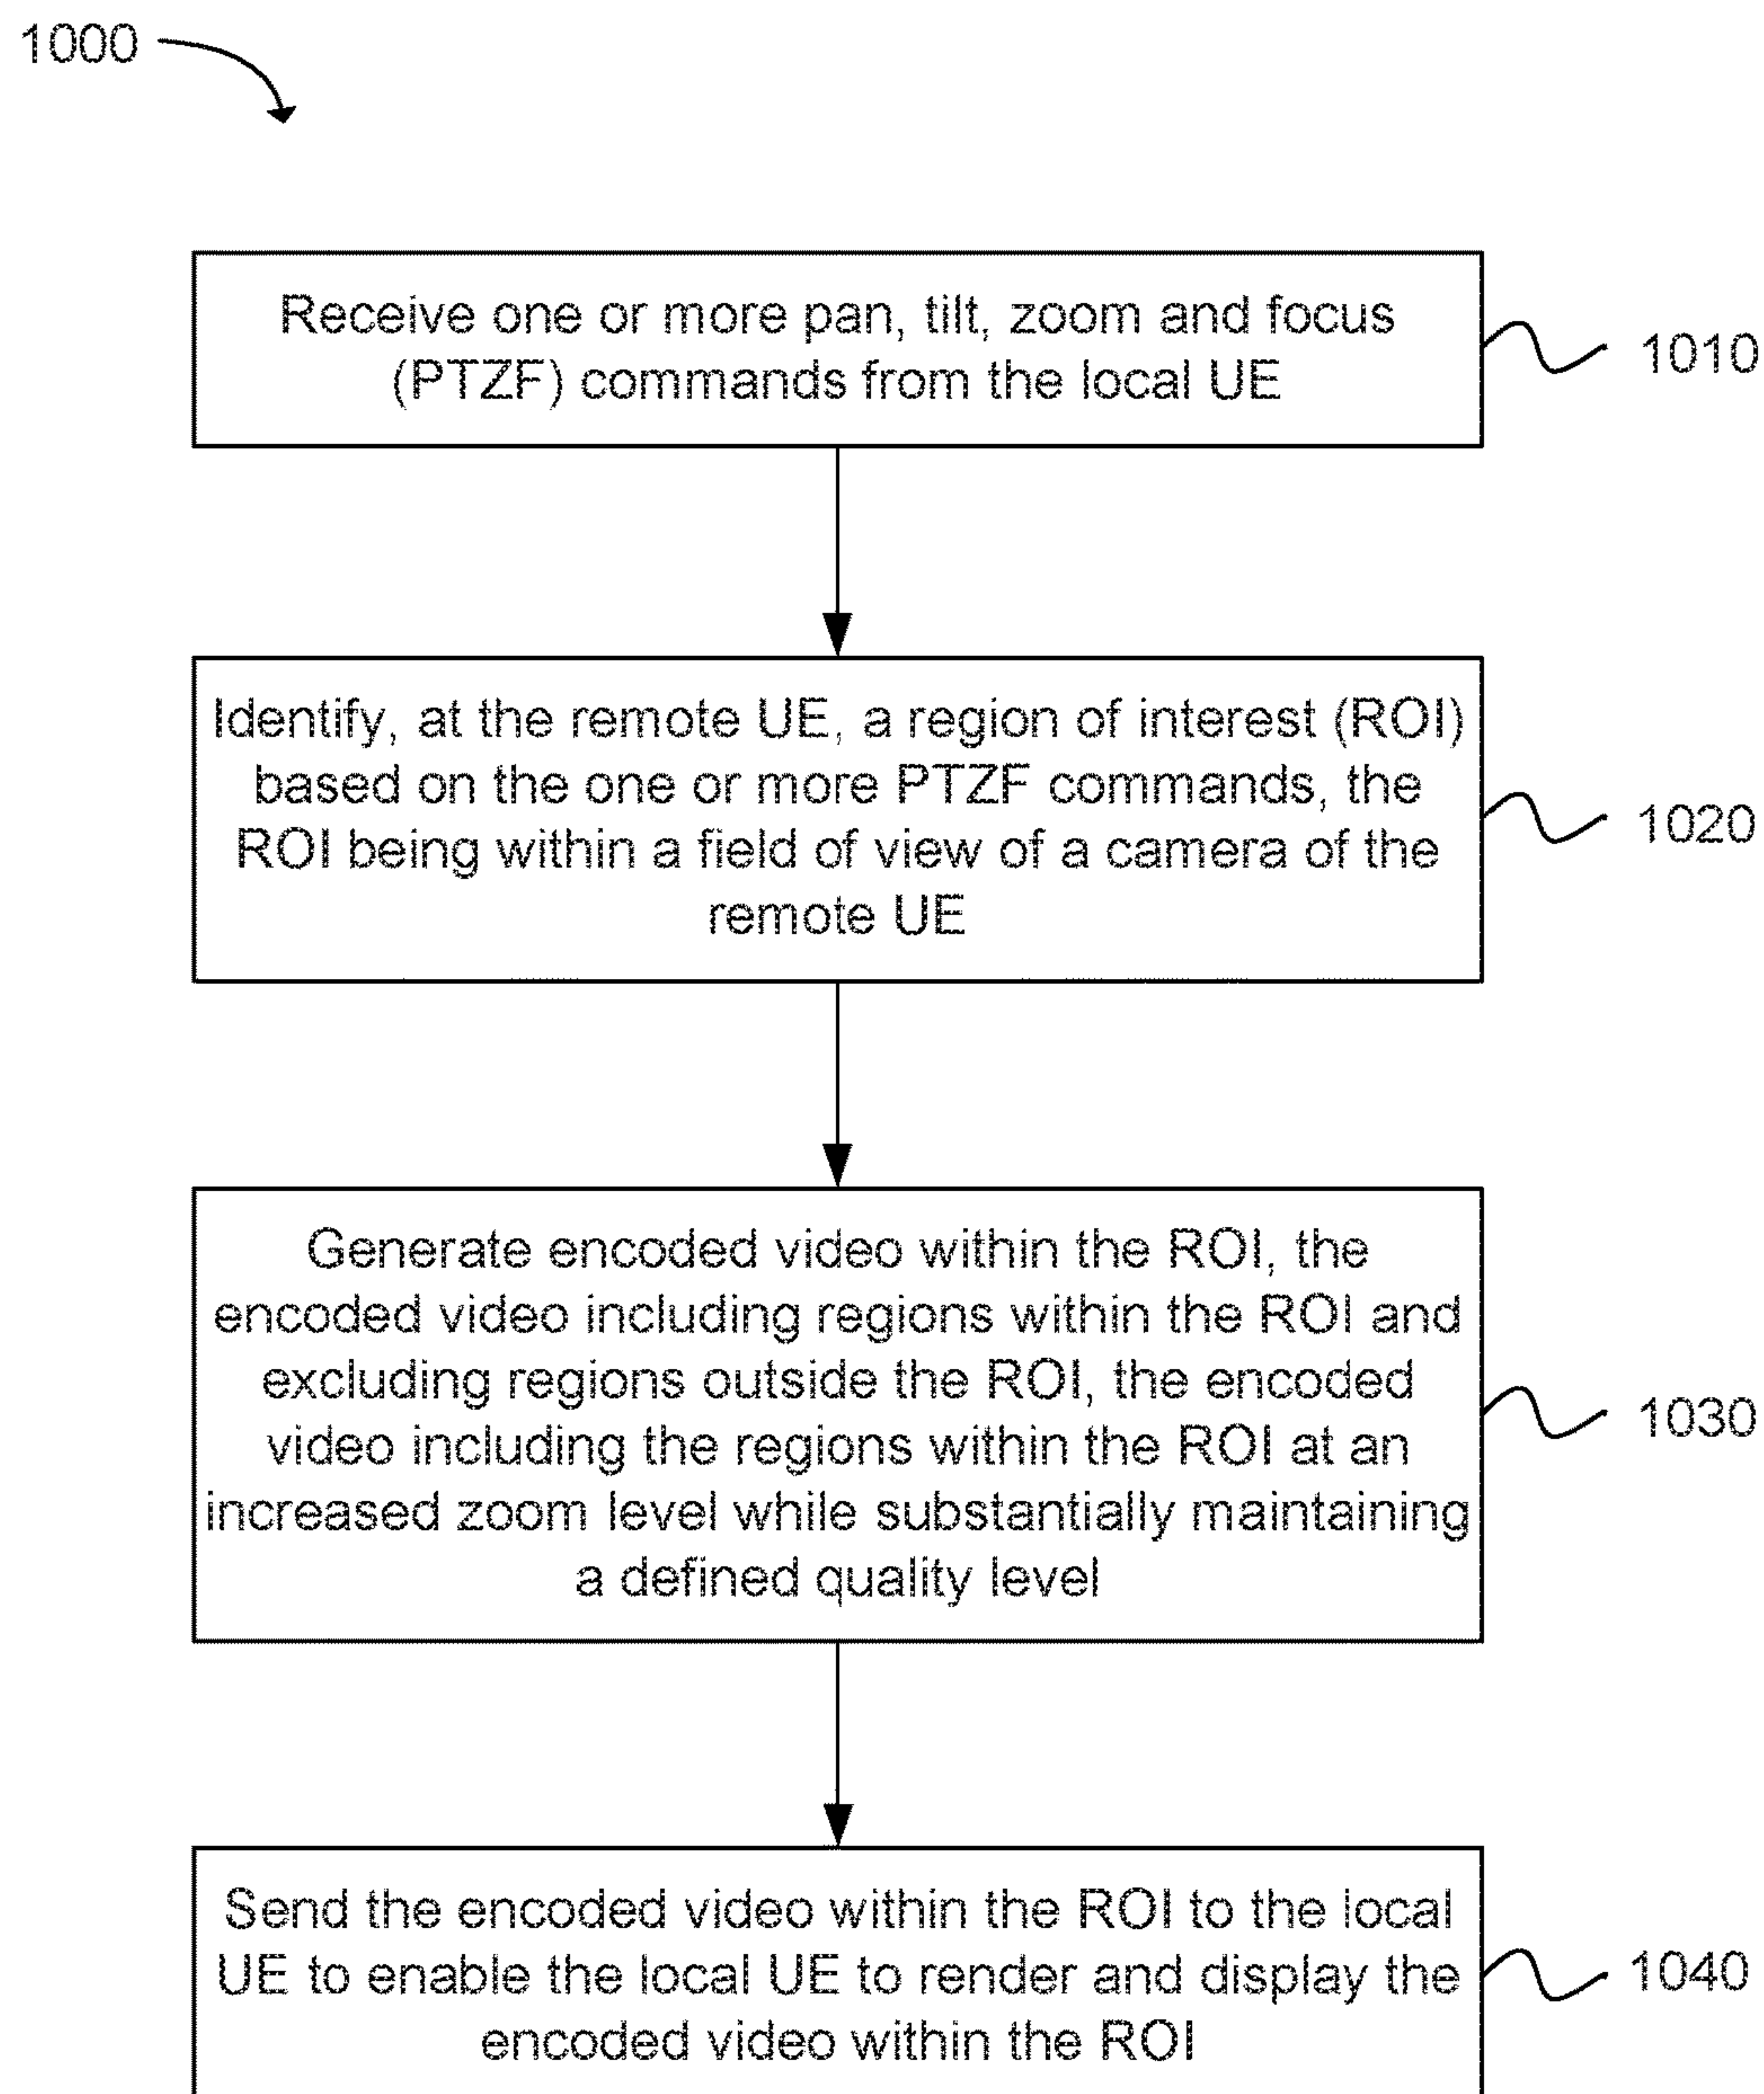 1000
Receive one or more pan, tilt, zoom and focus
(PTZF) commands from the local UE
1010
Identify, at the remote UE, a region of interest (ROI)
based on the one or more PTZF commands, the
ROI being within a field of view of a camera of the
remote UE
1020
Generate encoded video within the ROI, the
encoded video including regions within the ROI and
excluding regions outside the ROI, the encoded
video including the regions within the ROI at an
increased zoom level while substantially maintaining
a defined quality level
1030
Send the encoded video within the ROI to the local
UE to enable the local UE to render and display the
encoded video within the ROI
1040